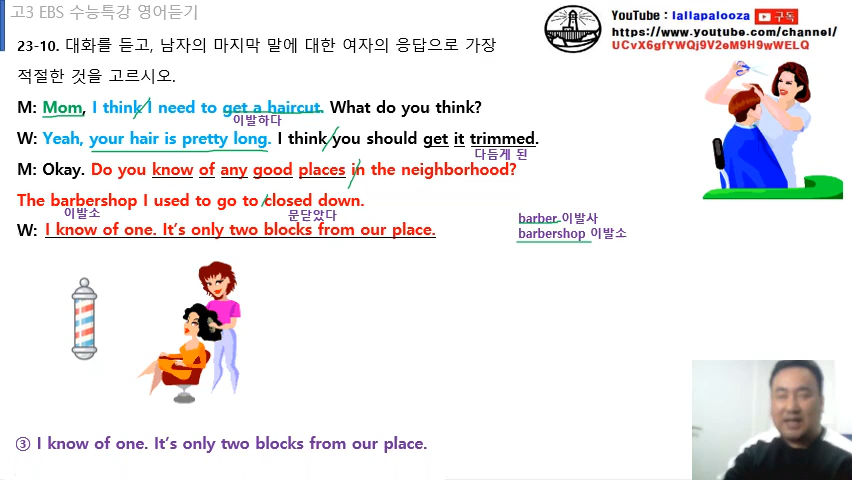 고3 EBS 수능특강 영어듣기
YouTube : lallapalooza 구독
https://www.youtube.com/channel/
UCvX6gfYWQj9V2eM9H9wWELQ
23-10. 대화를 듣고, 남자의 마지막 말에 대한 여자의 응답으로 가장
적절한 것을 고르시오.
M: Mom, I think I need to get a haircut. What do you think?
이발하다
W: Yeah, your hair is pretty long. I think you should get it trimmed.
다듬게 된
M: Okay. Do you know of any good places in the neighborhood?
The barbershop I used to go to closed down.
이발소 문닫았다
W: I know of one. It's only two blocks from our place.
barber 이발사
barbershop 이발소
③ I know of one. It's only two blocks from our place.